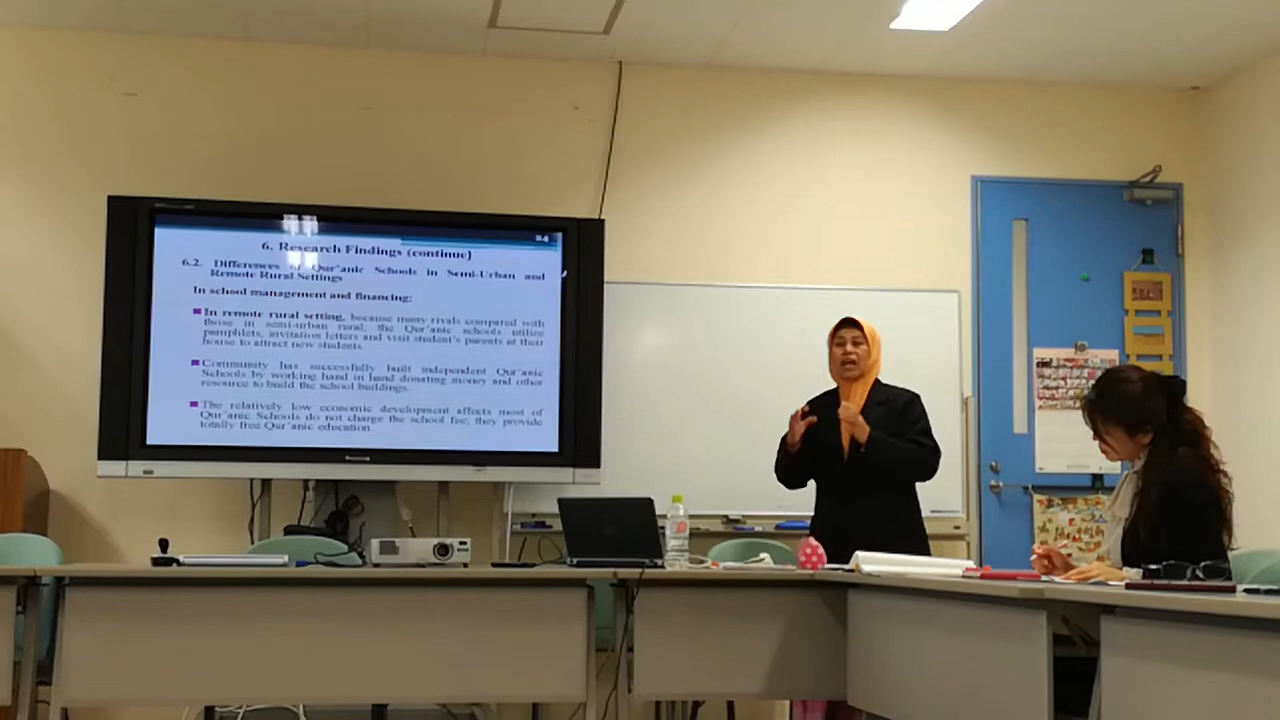 6. Research Findings (continue)
6.2. Differences of Qur'anic Schools in Semi-Urban and
Remote Rural Settings
In school management and financing:
In remote rural setting, because many rivals compared with
those in semi-urban rural, the Qur'anic schools utilize
pamphlets, invitation letters and visit student's parents at their
house to attract new students.
Community has successfully built independent Qur'anic
Schools by working hand in hand donating money and other
resource to build the school buildings.
The relatively low economic development affects most of
Qur'anic Schools do not charge the school fee; they provide
totally free Qur'anic education.